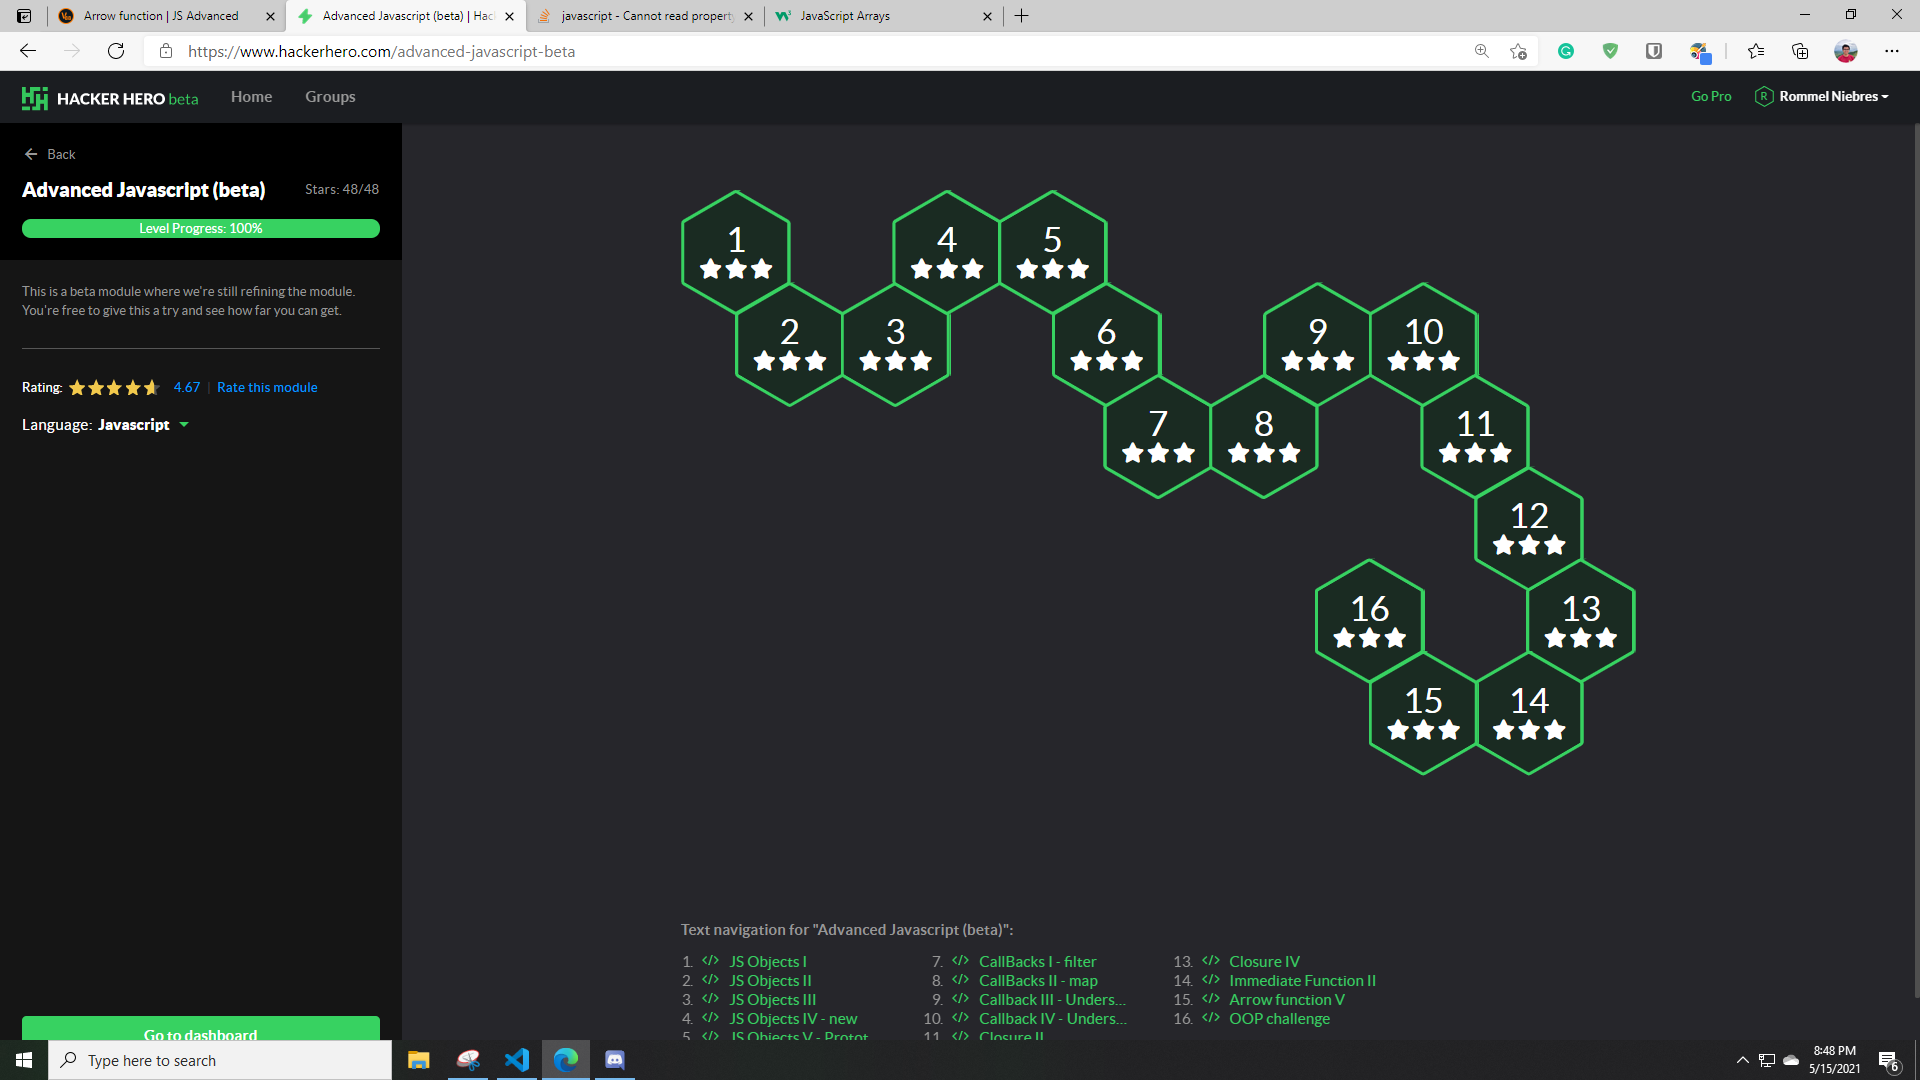 Arrow function | JS Advanced
Advanced Javascript (beta) | Hac
javascript - Cannot read property
JavaScript Arrays
https://www.hackerhero.com/advanced-javascript-beta
HACKER HERO beta
Home
Groups
Go Pro
R
Rommel Niebres
Back
Advanced Javascript (beta)
Stars: 48/48
Level Progress: 100%
This is a beta module where we're still refining the module.
You're free to give this a try and see how far you can get.
Rating:
4.67 | Rate this module
Language: Javascript
Go to dashboard
1
4
5
2
3
6
9
10
7
8
11
12
16
13
15
14
Text navigation for "Advanced Javascript (beta)":
1. </> JS Objects I
2. </> JS Objects II
3. </> JS Objects III
4. </> JS Objects IV - new
5. </> JS Objects V - Protot
7. </> CallBacks I - filter
8. </> CallBacks II - map
9. </> Callback III - Unders...
10. </> Callback IV - Unders...
11. </> Closure II
13. </> Closure IV
14. </> Immediate Function II
15. </> Arrow function V
16. </> OOP challenge
Type here to search
8:48 PM
5/15/2021
6